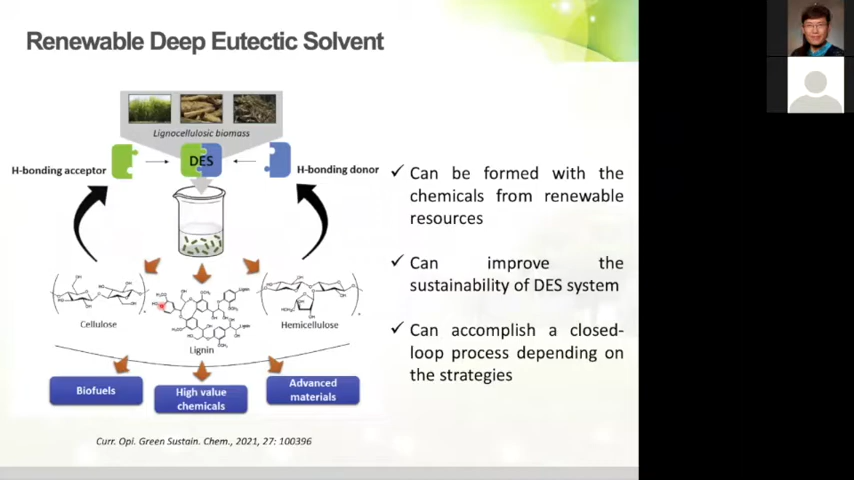 Renewable Deep Eutectic Solvent
Lignocellulosic biomass
H-bonding acceptor
DES
H-bonding donor
Cellulose
Lignin
Hemicellulose
Biofuels
High value
chemicals
Advanced
materials
Curr. Opi. Green Sustain. Chem., 2021, 27: 100396
✓ Can be formed with the
chemicals from renewable
resources
✓ Can improve the
sustainability of DES system
✓ Can accomplish a closed-
loop process depending on
the strategies